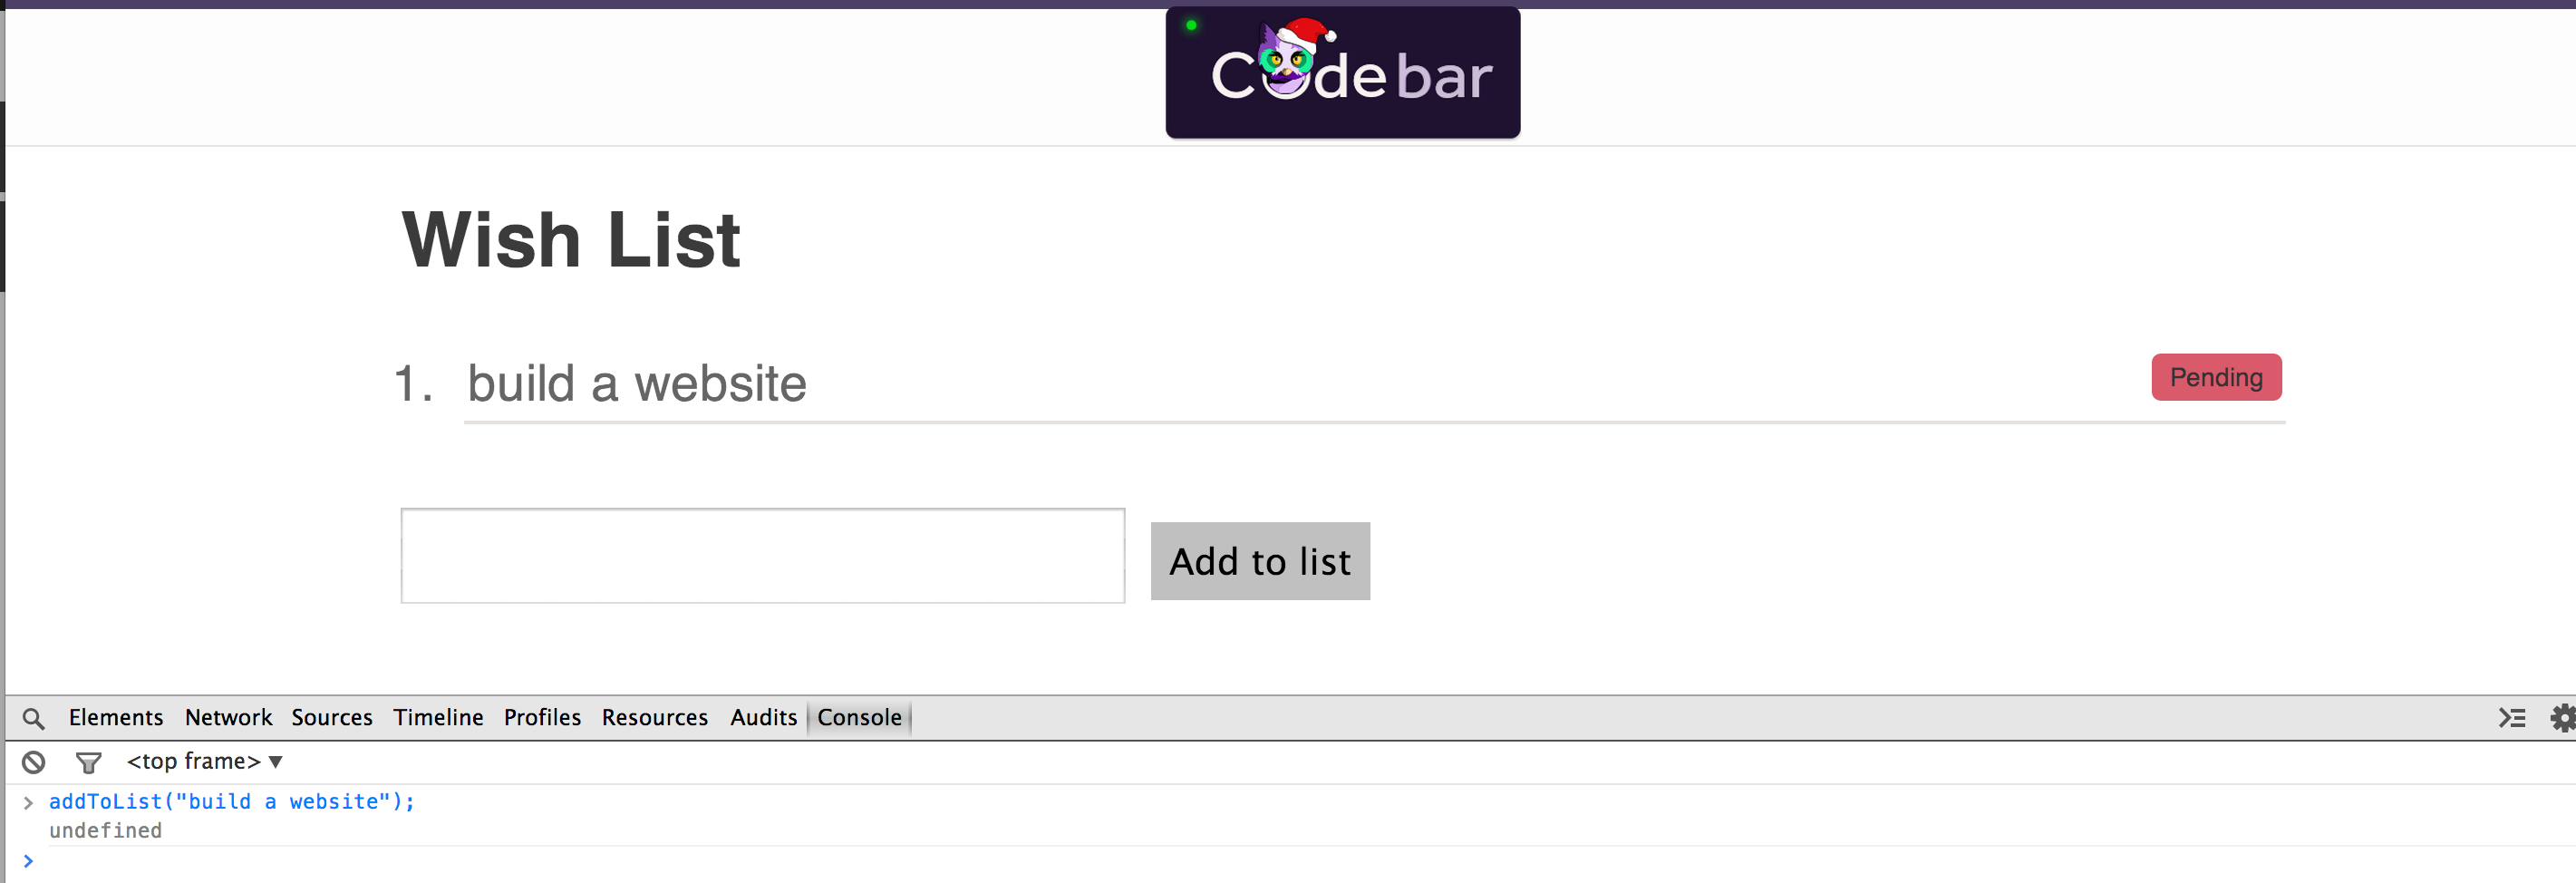 Codebar
Wish List
1. build a website
Pending
Add to list
Elements Network Sources Timeline Profiles Resources Audits Console
<top frame> ▼
> addToList("build a website");
undefined
>